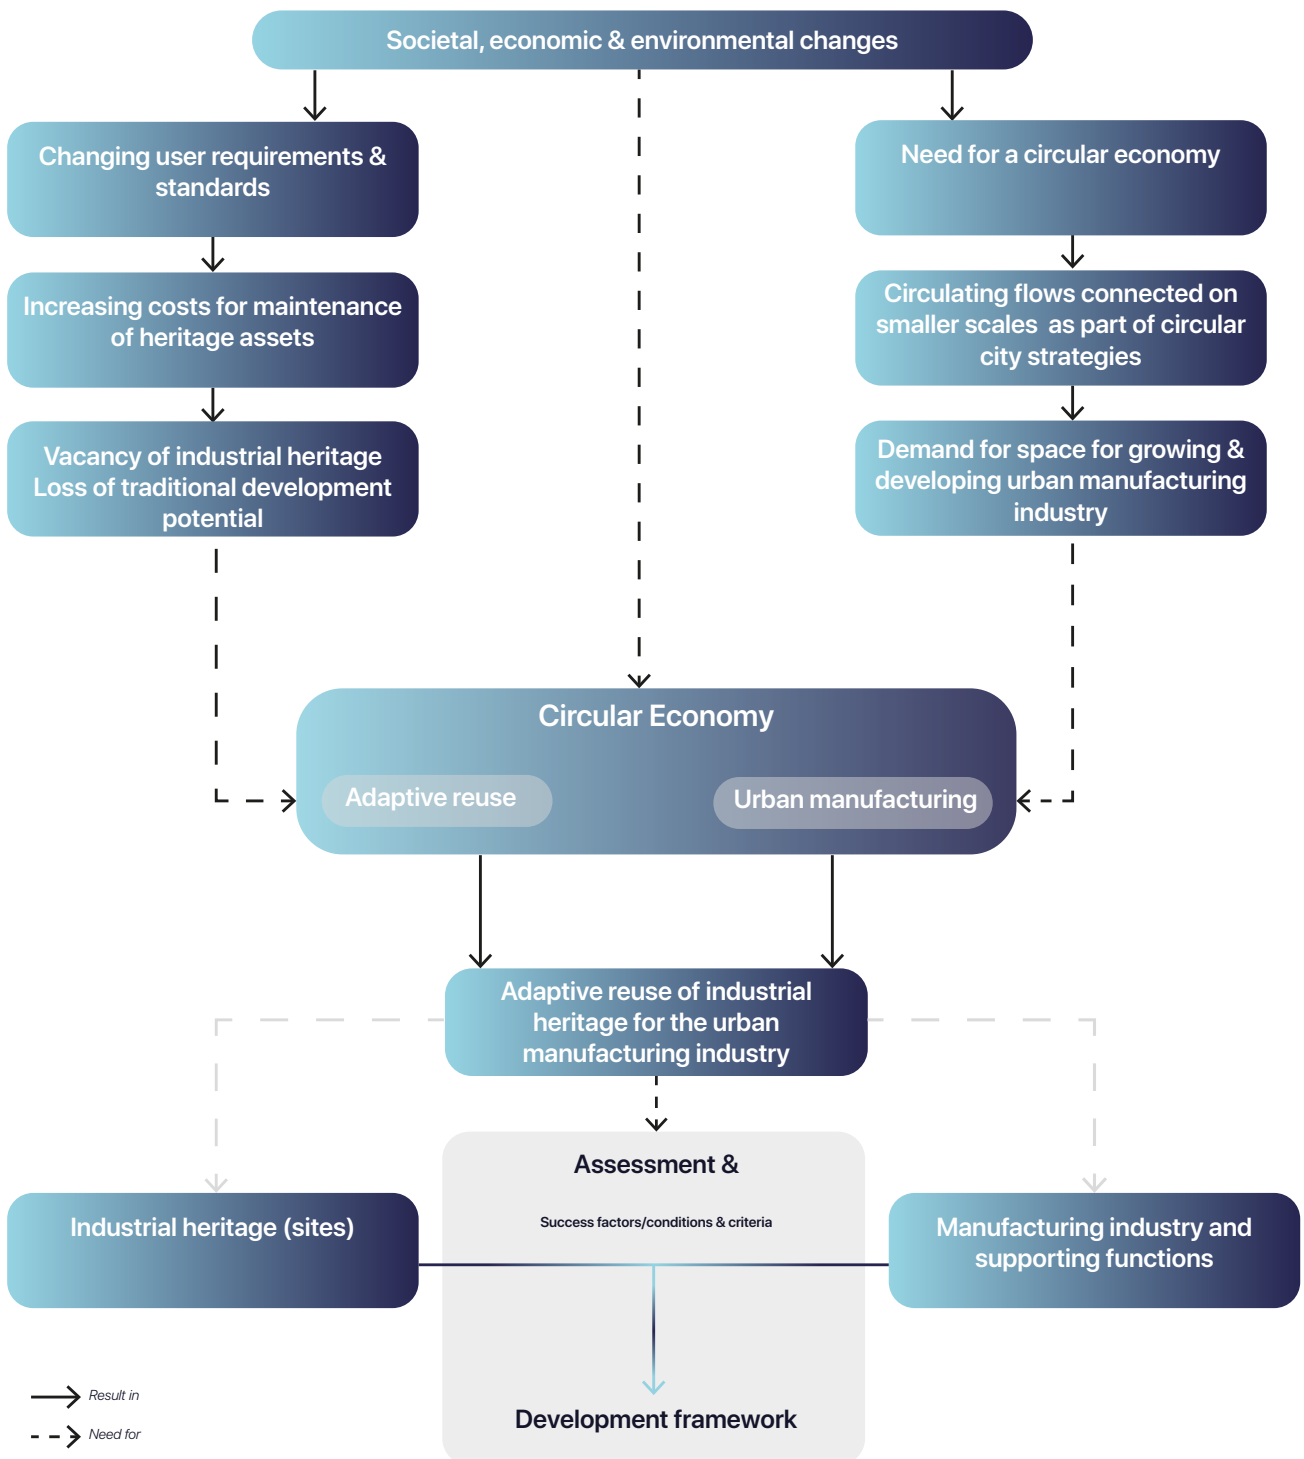 Societal, economic & environmental changes
Changing user requirements &
standards
Need for a circular economy
Increasing costs for maintenance
of heritage assets
Circulating flows connected on
smaller scales as part of circular
city strategies
Vacancy of industrial heritage
Loss of traditional development
potential
Demand for space for growing &
developing urban manufacturing
industry
Circular Economy
Adaptive reuse
Urban manufacturing
Adaptive reuse of industrial
heritage for the urban
manufacturing industry
Assessment &
Success factors/conditions & criteria
Industrial heritage (sites)
Manufacturing industry and
supporting functions
Development framework
Result in
Need for